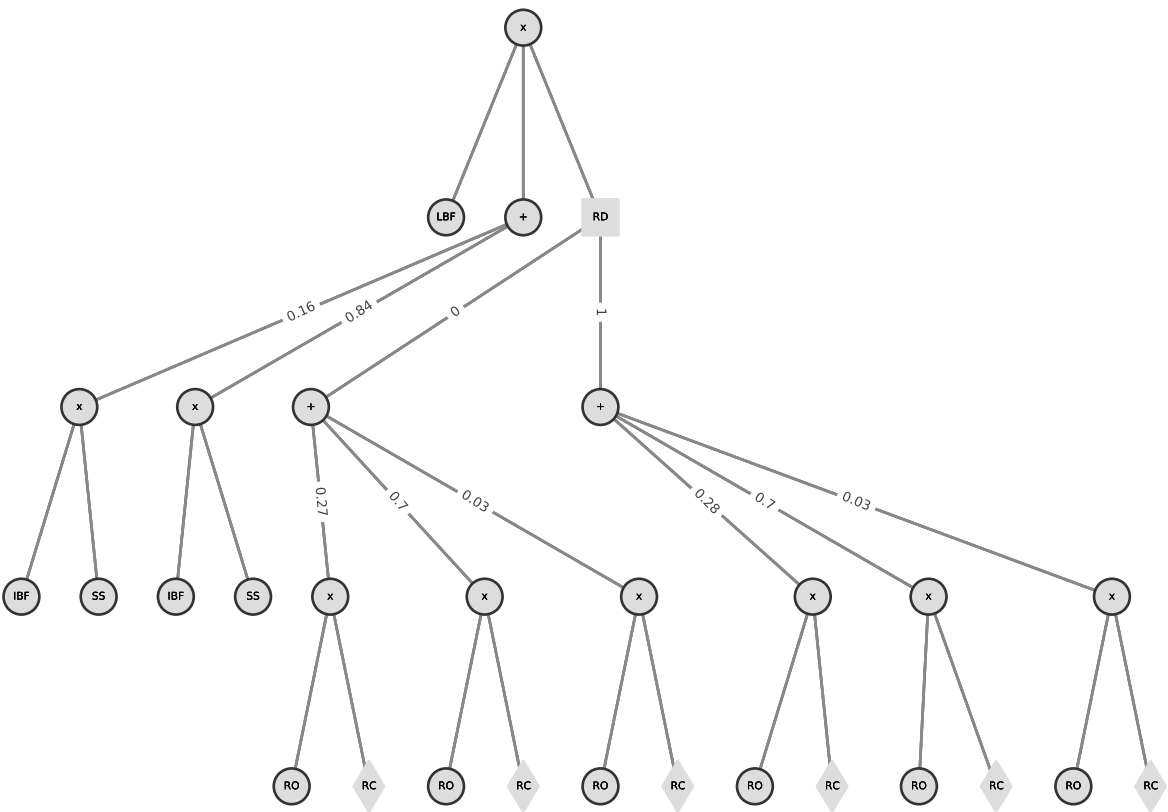 x
LBF + RD
0.16 0.84 0 1
x x + +
0.27 0.7 0.03 0.28 0.7 0.03
IBF SS IBF SS x x x x x x
RO RC RO RC RO RC RO RC RO RC RO RC